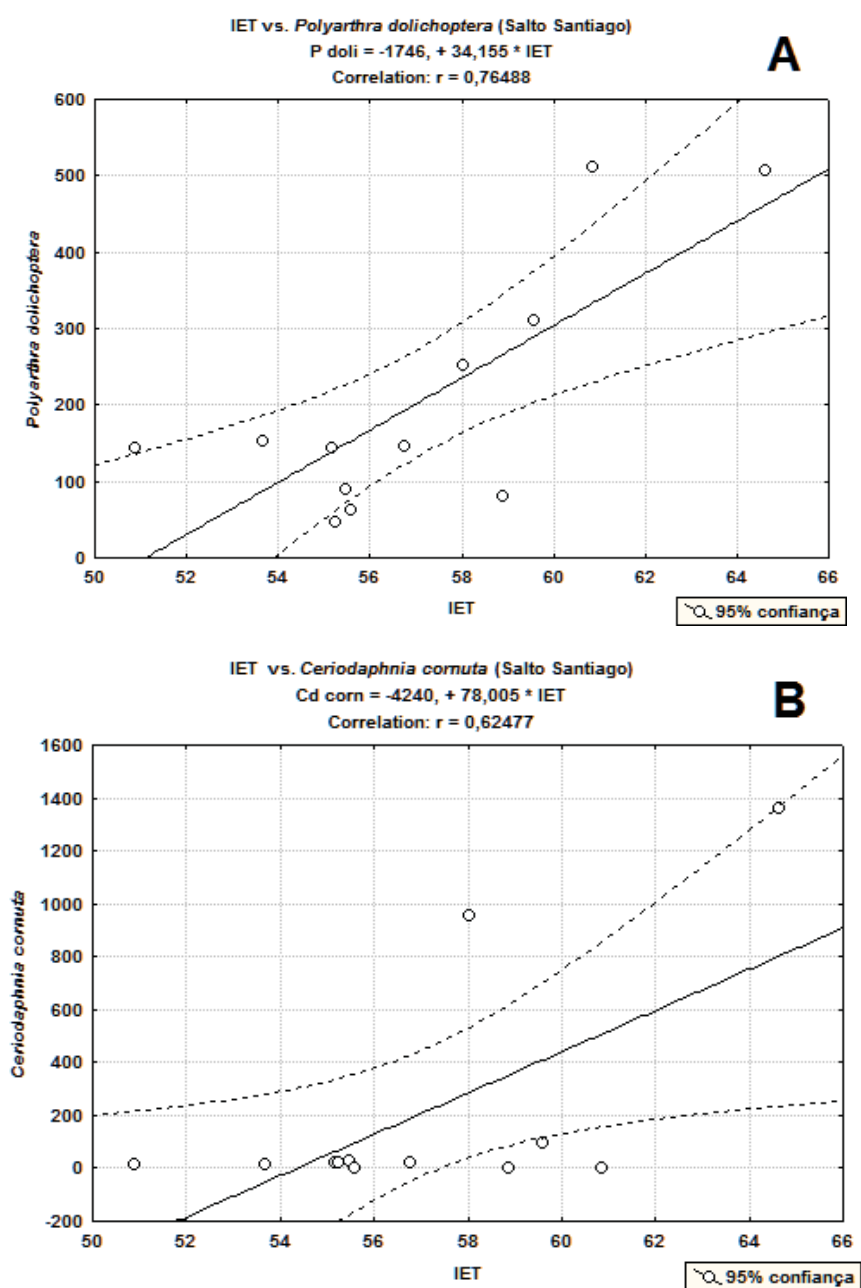 IET vs. Polyarthra dolichoptera (Salto Santiago)
P doli = -1746, + 34,155 * IET
Correlation: r = 0,76488
A
600
500
400
300
200
100
0
Polyarthra dolichoptera
50 52 54 56 58 60 62 64 66
IET
95% confiança
IET vs. Ceriodaphnia cornuta (Salto Santiago)
Cd corn = -4240, + 78,005 * IET
Correlation: r = 0,62477
B
1600
1400
1200
1000
800
600
400
200
0
-200
Ceriodaphnia cornuta
50 52 54 56 58 60 62 64 66
IET
95% confiança